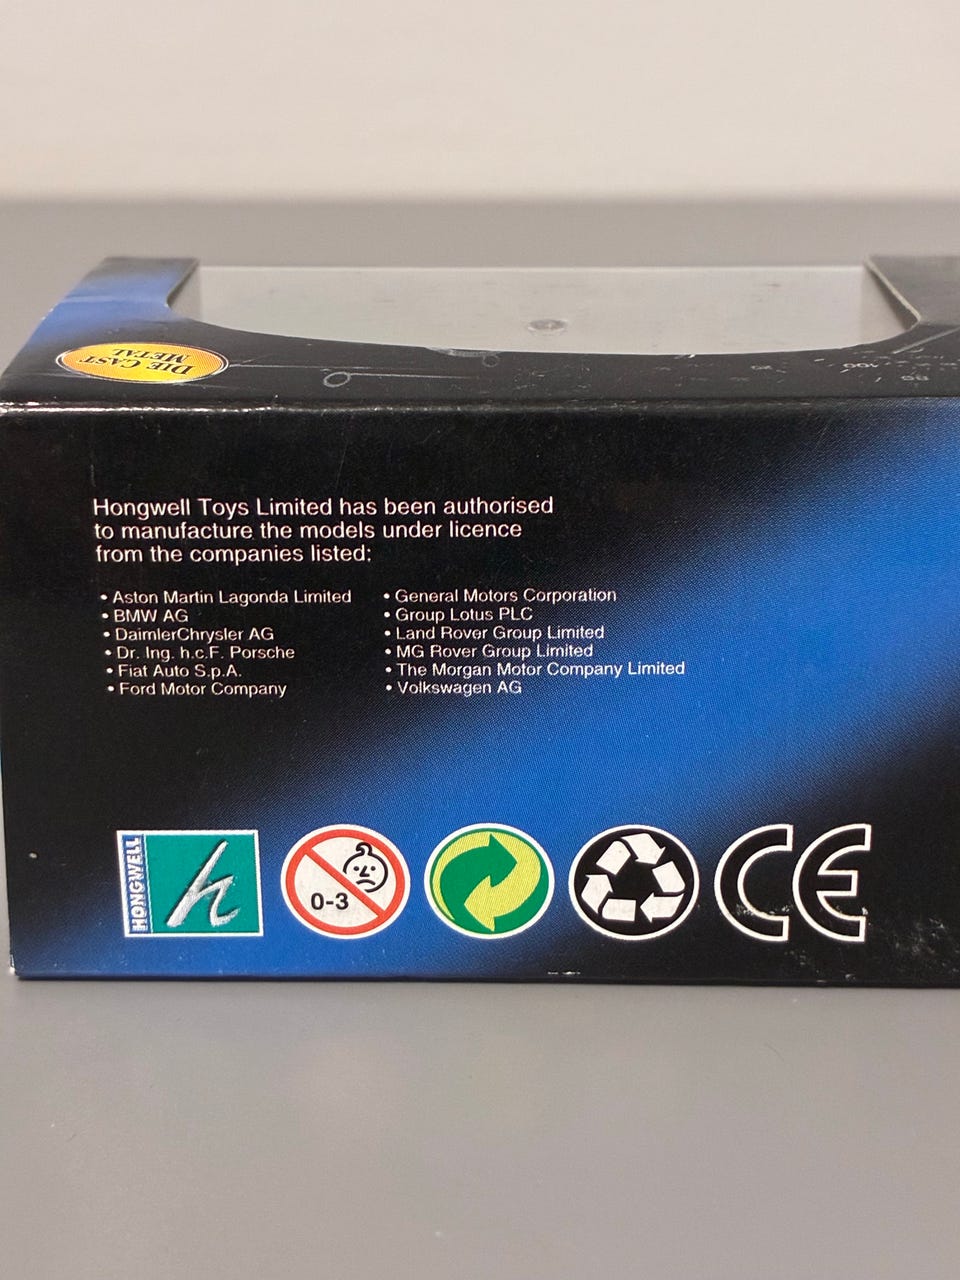 DIE CAST
METAL
Hongwell Toys Limited has been authorised
to manufacture the models under licence
from the companies listed:
• Aston Martin Lagonda Limited
• BMW AG
• DaimlerChrysler AG
• Dr. Ing. h.c.F. Porsche
• Fiat Auto S.p.A.
• Ford Motor Company
• General Motors Corporation
• Group Lotus PLC
• Land Rover Group Limited
• MG Rover Group Limited
• The Morgan Motor Company Limited
• Volkswagen AG
HONGWELL
h
0-3
CE